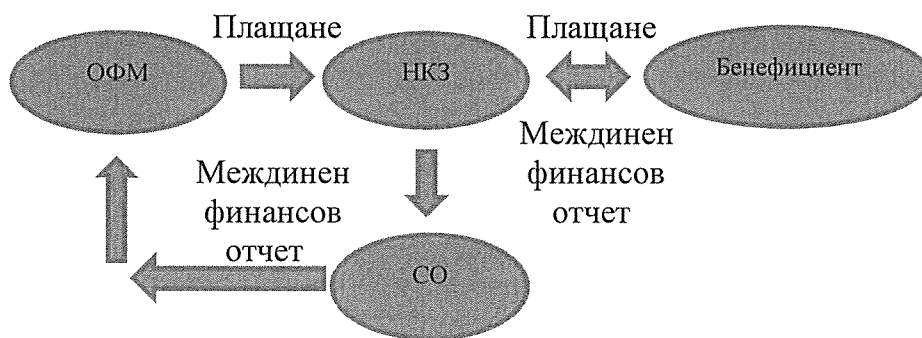 Плащане
Плащане
ОФМ
НКЗ
Бенефициент
Междинен
финансов
отчет
Междинен
финансов
отчет
СО